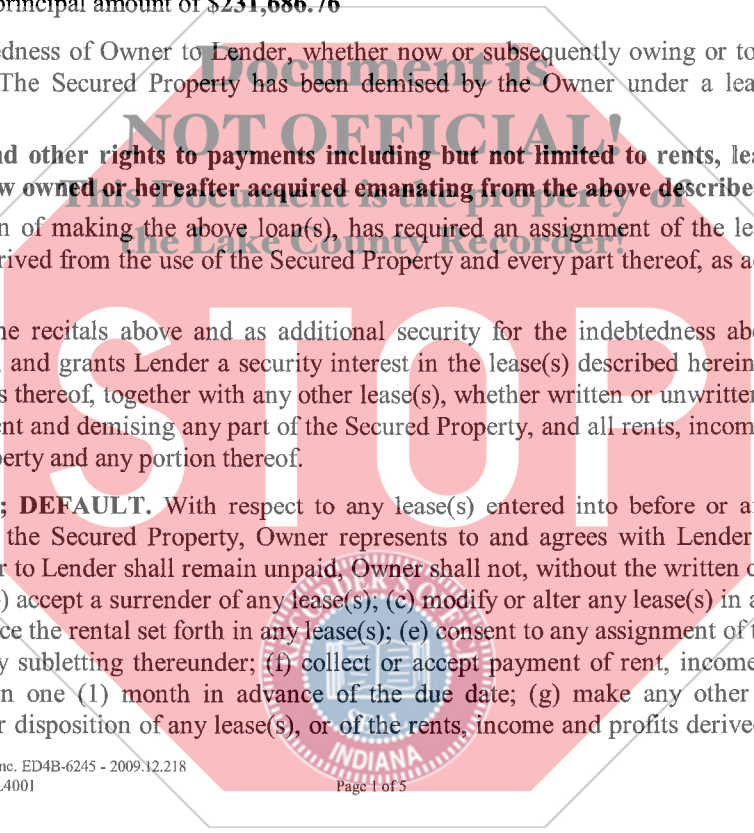 principal amount of $231,686.76
edness of Owner to Lender, whether now or subsequently owing or to
The Secured Property has been demised by the Owner under a lea
Document is
NOT OFFICIAL!
nd other rights to payments including but not limited to rents, lea
w owned or hereafter acquired emanating from the above describe
This Document is the property of
n of making the above loan(s), has required an assignment of the le
the Lake County Recorder!
rived from the use of the Secured Property and every part thereof, as a
STOP
he recitals above and as additional security for the indebtedness abo
, and grants Lender a security interest in the lease(s) described herein
s thereof, together with any other lease(s), whether written or unwritte
ent and demising any part of the Secured Property, and all rents, incom
perty and any portion thereof.
; DEFAULT. With respect to any lease(s) entered into before or a
the Secured Property, Owner represents to and agrees with Lender
r to Lender shall remain unpaid, Owner shall not, without the written c
) accept a surrender of any lease(s); (c) modify or alter any lease(s) in a
ce the rental set forth in any lease(s); (e) consent to any assignment of t
y subletting thereunder; (f) collect or accept payment of rent, income
n one (1) month in advance of the due date; (g) make any other
r disposition of any lease(s), or of the rents, income and profits derive
INDIANA
nc. ED4B-6245 - 2009.12.218
L4001
Page 1 of 5